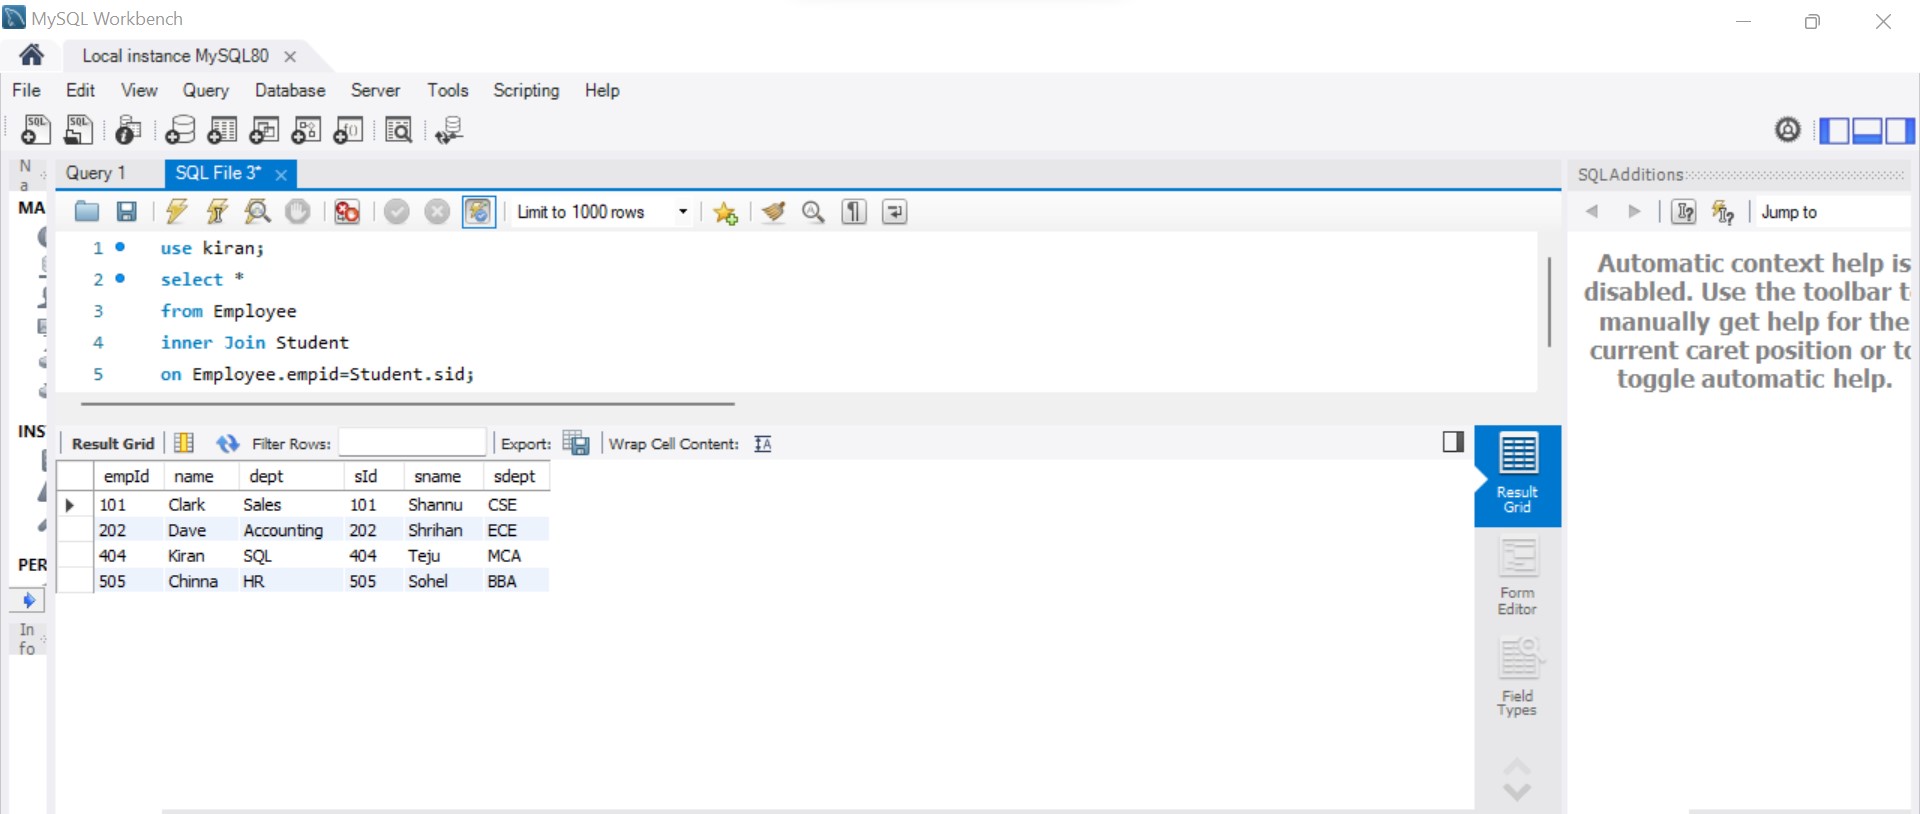 MySQL Workbench
Local instance MySQL80
File Edit View Query Database Server Tools Scripting Help
SQL SQL
N
a
Query 1 SQL File 3* SQLAdditions
MA
Limit to 1000 rows Jump to
1 use kiran;
2 select *
3 from Employee
4 inner Join Student
5 on Employee.empid=Student.sid;
Automatic context help is
disabled. Use the toolbar t
manually get help for the
current caret position or to
toggle automatic help.
INS
Result Grid Filter Rows: Export: Wrap Cell Content:
empId name dept sId sname sdept
101 Clark Sales 101 Shannu CSE
202 Dave Accounting 202 Shrihan ECE
404 Kiran SQL 404 Teju MCA
505 Chinna HR 505 Sohel BBA
PER
In
fo
Result
Grid
Form
Editor
Field
Types